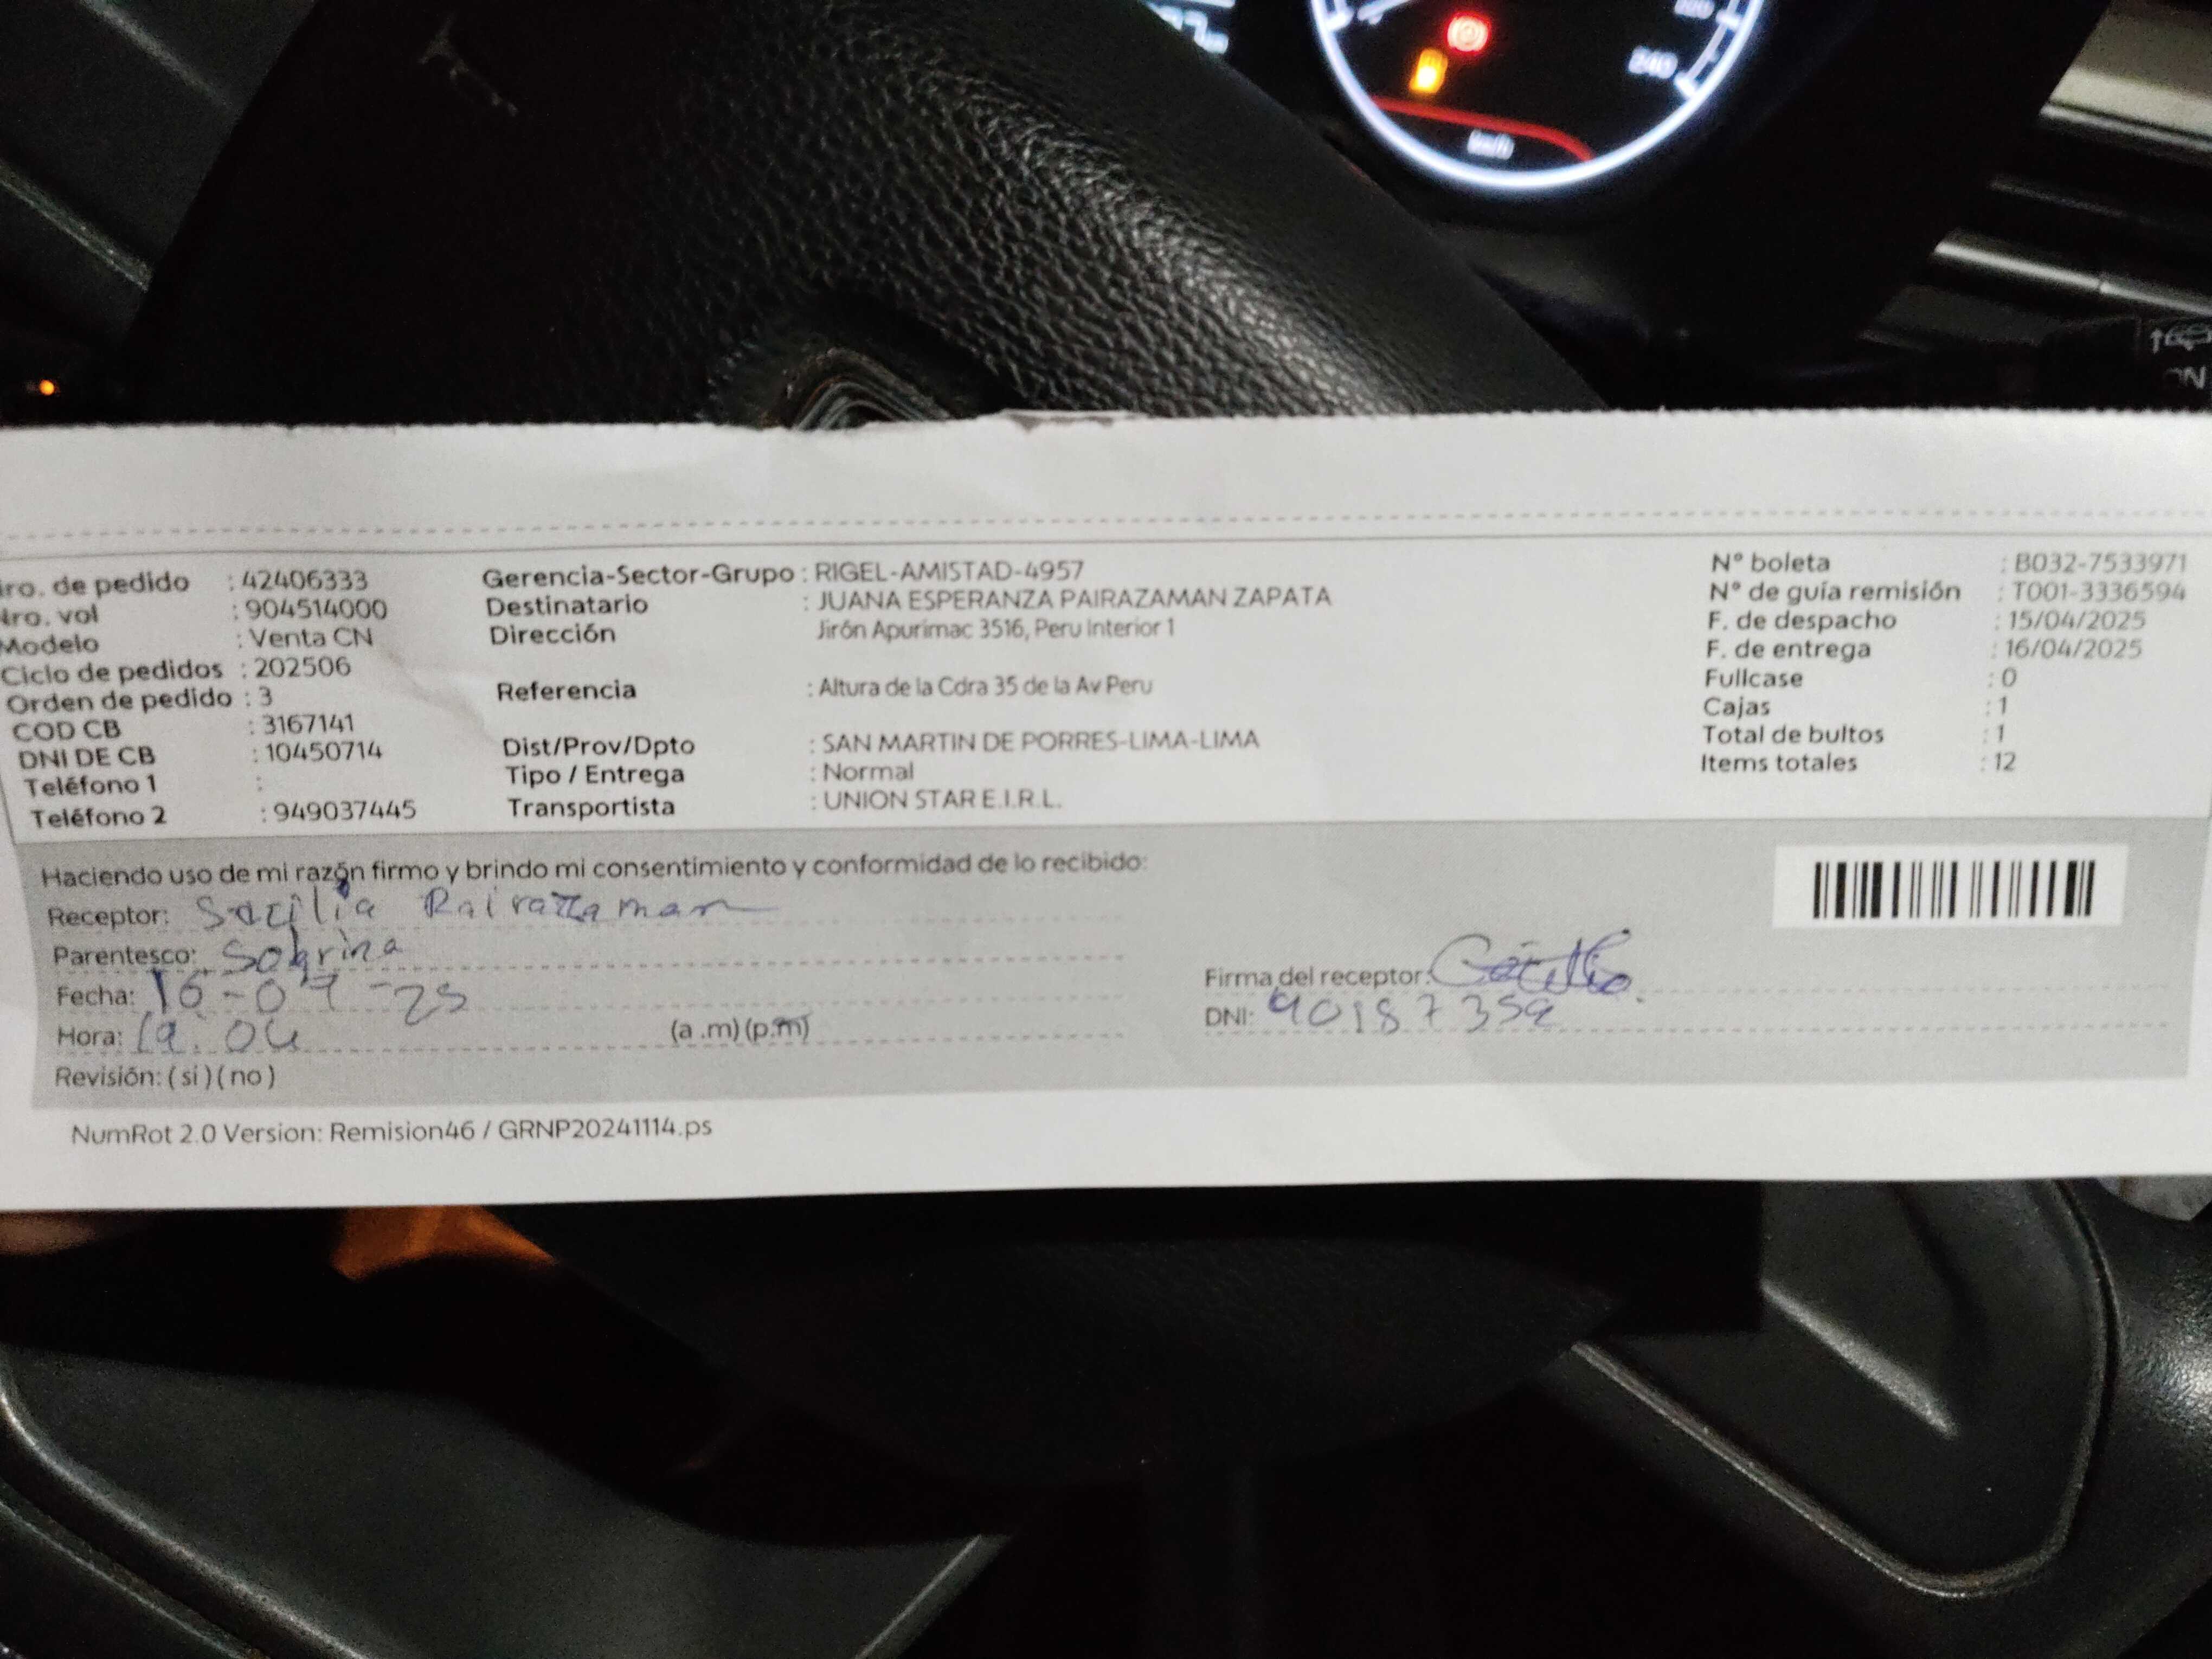 240
km/h
ON
Nro. de pedido : 42406333
Nro. vol : 904514000
Modelo : Venta CN
Ciclo de pedidos : 202506
Orden de pedido : 3
COD CB : 3167141
DNI DE CB : 10450714
Teléfono 1 :
Teléfono 2 : 949037445
Gerencia-Sector-Grupo : RIGEL-AMISTAD-4957
Destinatario : JUANA ESPERANZA PAIRAZAMAN ZAPATA
Dirección Jirón Apurimac 3516, Peru Interior 1
Referencia : Altura de la Cdra 35 de la Av Peru
Dist/Prov/Dpto : SAN MARTIN DE PORRES-LIMA-LIMA
Tipo / Entrega : Normal
Transportista : UNION STAR E.I.R.L.
N° boleta : B032-7533971
N° de guía remisión : T001-3336594
F. de despacho : 15/04/2025
F. de entrega : 16/04/2025
Fullcase : 0
Cajas : 1
Total de bultos : 1
Items totales : 12
Haciendo uso de mi razón firmo y brindo mi consentimiento y conformidad de lo recibido:
Receptor:
Parentesco: Sobrina
Fecha: 16-04-25
Hora: 19:04 (a .m) (p.m)
Revisión: ( si ) ( no )
Firma del receptor:
DNI: 40187359
NumRot 2.0 Version: Remision46 / GRNP20241114.ps